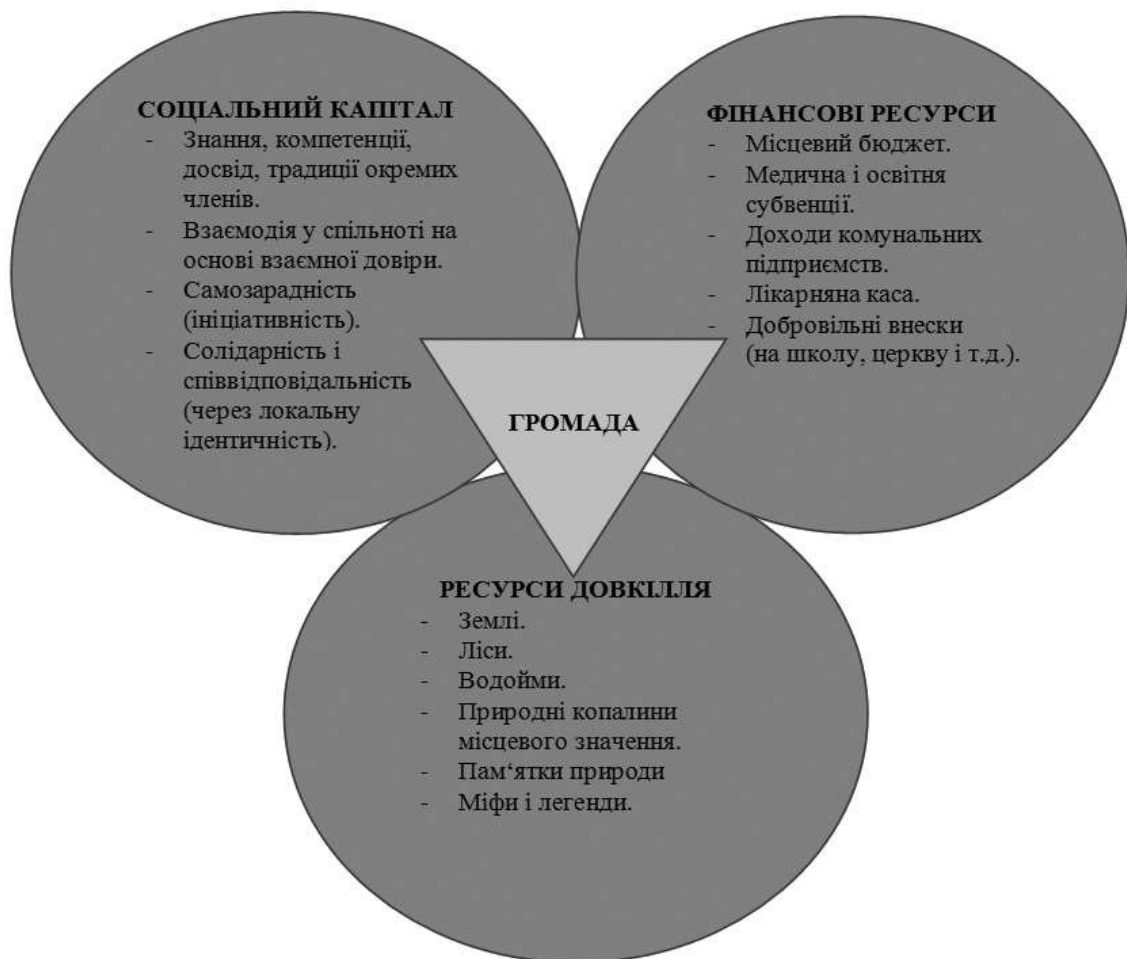 СОЦІАЛЬНИЙ КАПІТАЛ
- Знання, компетенції,
досвід, традиції окремих
членів.
- Взаємодія у спільноті на
основі взаємної довіри.
- Самозарадність
(ініціативність).
- Солідарність і
співвідповідальність
(через локальну
ідентичність).
ФІНАНСОВІ РЕСУРСИ
- Місцевий бюджет.
- Медична і освітня
субвенції.
- Доходи комунальних
підприємств.
- Лікарняна каса.
- Добровільні внески
(на школу, церкву і т.д.).
ГРОМАДА
РЕСУРСИ ДОВКІЛЛЯ
- Землі.
- Ліси.
- Водойми.
- Природні копалини
місцевого значення.
- Пам‘ятки природи
- Міфи і легенди.